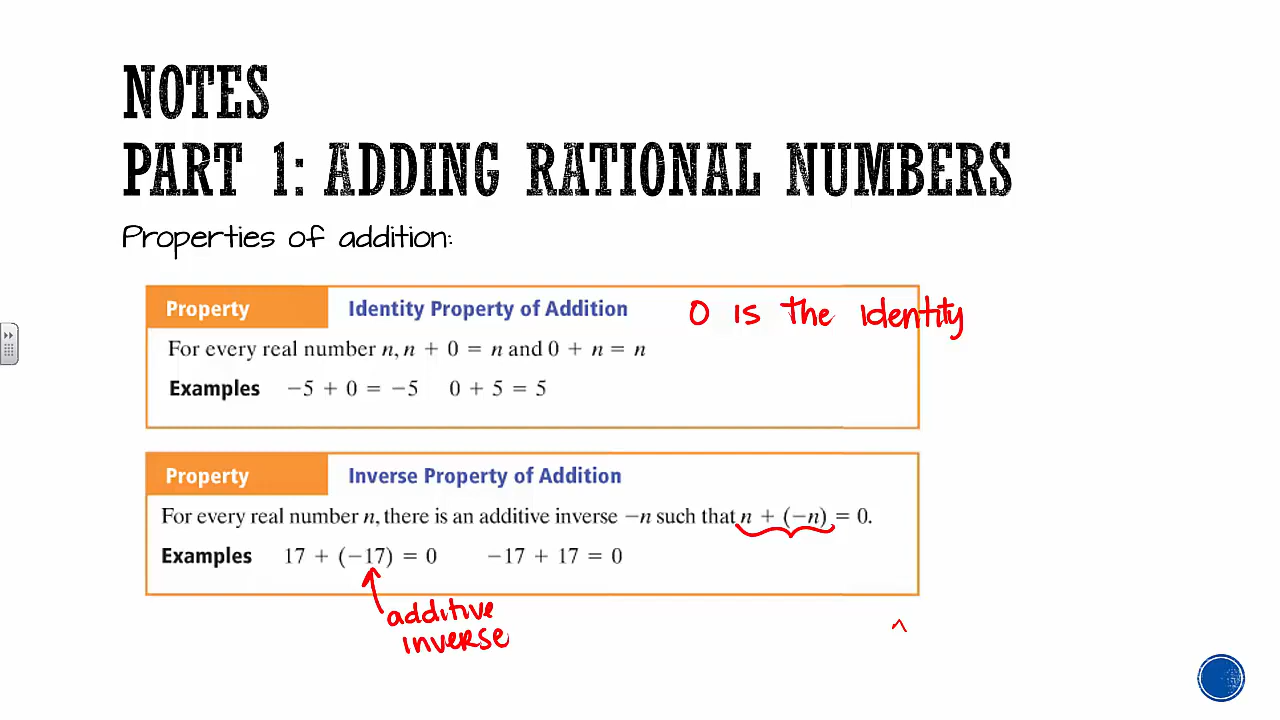 NOTES
PART 1: ADDING RATIONAL NUMBERS
Properties of addition:
Property Identity Property of Addition 0 is the identity
For every real number n, n + 0 = n and 0 + n = n
Examples −5 + 0 = −5 0 + 5 = 5
Property Inverse Property of Addition
For every real number n, there is an additive inverse −n such that n + (−n) = 0.
Examples 17 + (−17) = 0 −17 + 17 = 0
additive
inverse